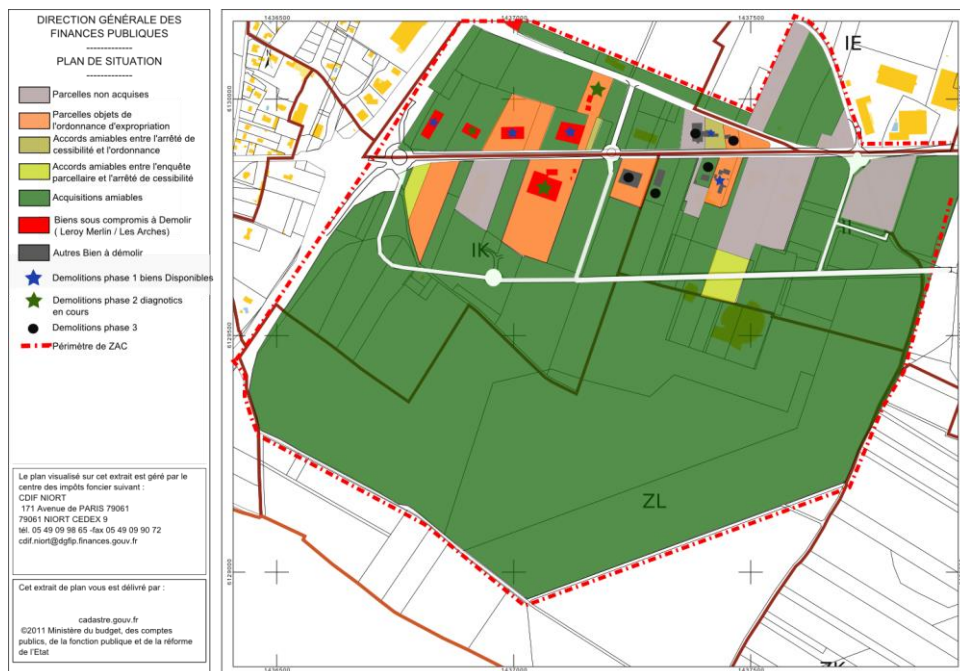 DIRECTION GÉNÉRALE DES
FINANCES PUBLIQUES
-------------
PLAN DE SITUATION
-------------
Parcelles non acquises
Parcelles objets de
l'ordonnance d'expropriation
Accords amiables entre l'arrêté de
cessibilité et l'ordonnance
Accords amiables entre l'enquête
parcellaire et l'arrêté de cessibilité
Acquisitions amiables
Biens sous compromis à Demolir
( Leroy Merlin / Les Arches)
Autres Bien à démolir
Demolitions phase 1 biens Disponibles
Demolitions phase 2 diagnotics
en cours
Demolitions phase 3
Périmètre de ZAC
Le plan visualisé sur cet extrait est géré par le
centre des impôts foncier suivant :
CDIF NIORT
171 Avenue de PARIS 79061
79061 NIORT CEDEX 9
tél. 05 49 09 98 65 -fax 05 49 09 90 72
cdif.niort@dgfip.finances.gouv.fr
Cet extrait de plan vous est délivré par :
cadastre.gouv.fr
©2011 Ministère du budget, des comptes
publics, de la fonction publique et de la réforme
de l'Etat
1436500
1437000
1437500
IE
6130000
IK
6129500
ZL
6129000
1436500
1437000
1437500